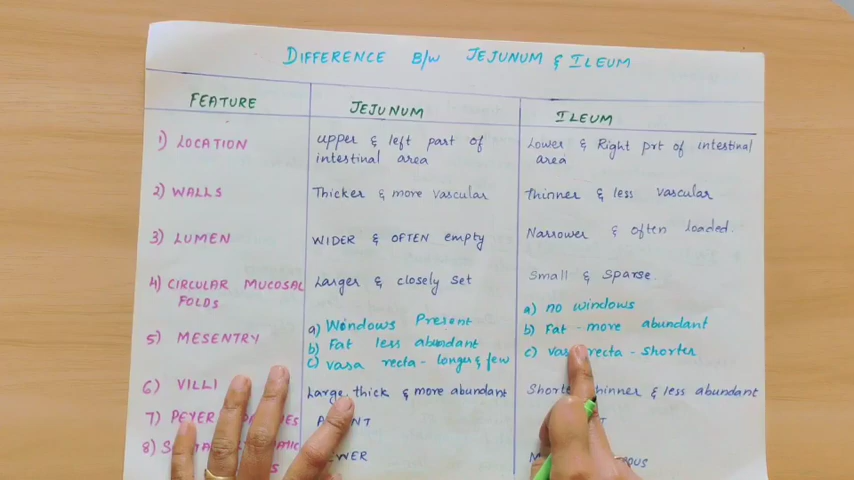 DIFFERENCE B/W JEJUNUM & ILEUM
FEATURE JEJUNUM ILEUM
1) LOCATION
upper & left part of
intestinal area
Lower & Right prt of intestinal
area
2) WALLS
Thicker & more vascular
Thinner & less vascular
3) LUMEN
WIDER & OFTEN empty
Narrower & often loaded.
4) CIRCULAR MUCOSAL
FOLDS
Larger & closely set
Small & sparse.
5) MESENTRY
a) Windows Present
b) Fat less abundant
c) vasa recta - longer & few
a) no windows
b) Fat - more abundant
c) vasa recta - shorter
6) VILLI
Large, thick & more abundant
thinner & less abundant
7)
8)